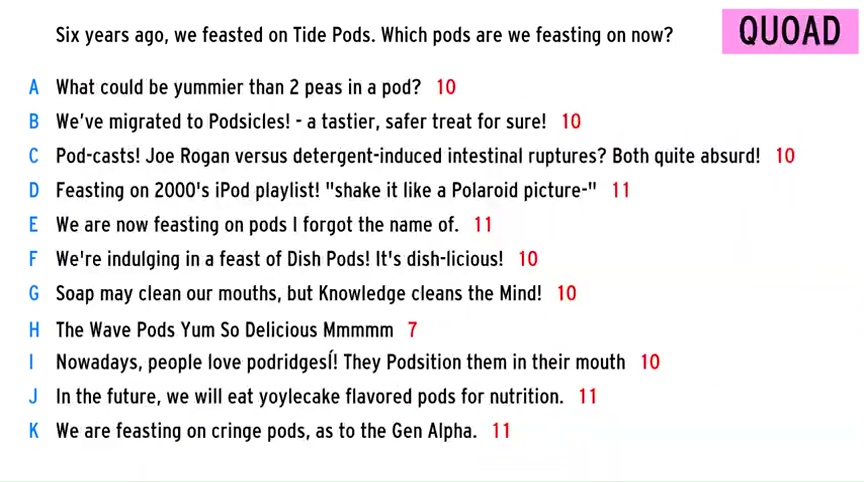 Six years ago, we feasted on Tide Pods. Which pods are we feasting on now?
QUOAD
A What could be yummier than 2 peas in a pod? 10
B We've migrated to Podsicles! - a tastier, safer treat for sure! 10
C Pod-casts! Joe Rogan versus detergent-induced intestinal ruptures? Both quite absurd! 10
D Feasting on 2000's iPod playlist! "shake it like a Polaroid picture-" 11
E We are now feasting on pods I forgot the name of. 11
F We're indulging in a feast of Dish Pods! It's dish-licious! 10
G Soap may clean our mouths, but Knowledge cleans the Mind! 10
H The Wave Pods Yum So Delicious Mmmmm 7
I Nowadays, people love podridgesÍ! They Podsition them in their mouth 10
J In the future, we will eat yoylecake flavored pods for nutrition. 11
K We are feasting on cringe pods, as to the Gen Alpha. 11